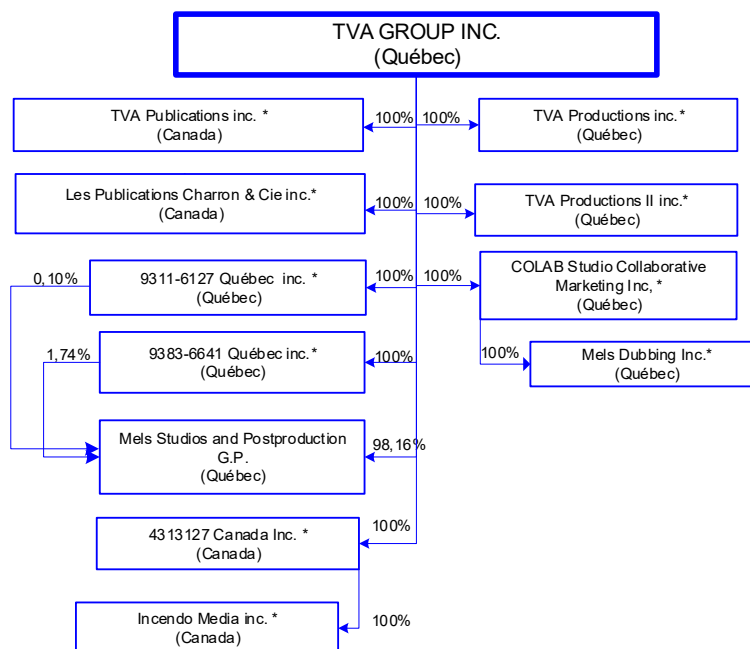 TVA GROUP INC.
(Québec)
TVA Publications inc. *
(Canada)
100%
100%
TVA Productions inc.*
(Québec)
Les Publications Charron & Cie inc.*
(Canada)
100%
100%
TVA Productions II inc.*
(Québec)
0,10%
9311-6127 Québec inc. *
(Québec)
100%
100%
COLAB Studio Collaborative
Marketing Inc, *
(Québec)
1,74%
9383-6641 Québec inc.*
(Québec)
100%
100%
Mels Dubbing Inc.*
(Québec)
Mels Studios and Postproduction
G.P.
(Québec)
98,16%
4313127 Canada Inc. *
(Canada)
100%
Incendo Media inc. *
(Canada)
100%